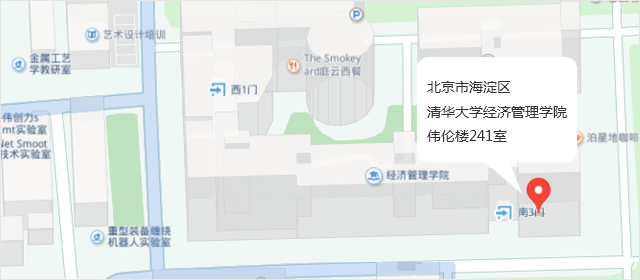 艺术设计培训
金属工艺
学教研室
The Smokey
ard庭云西餐
西1门
北京市海淀区
清华大学经济管理学院
伟伦楼241室
伟创力s
mt实验室
Net Smoot
技术实验室
泊星地咖啡
经济管理学院
南3门
重型装备缠绕
机器人实验室
P